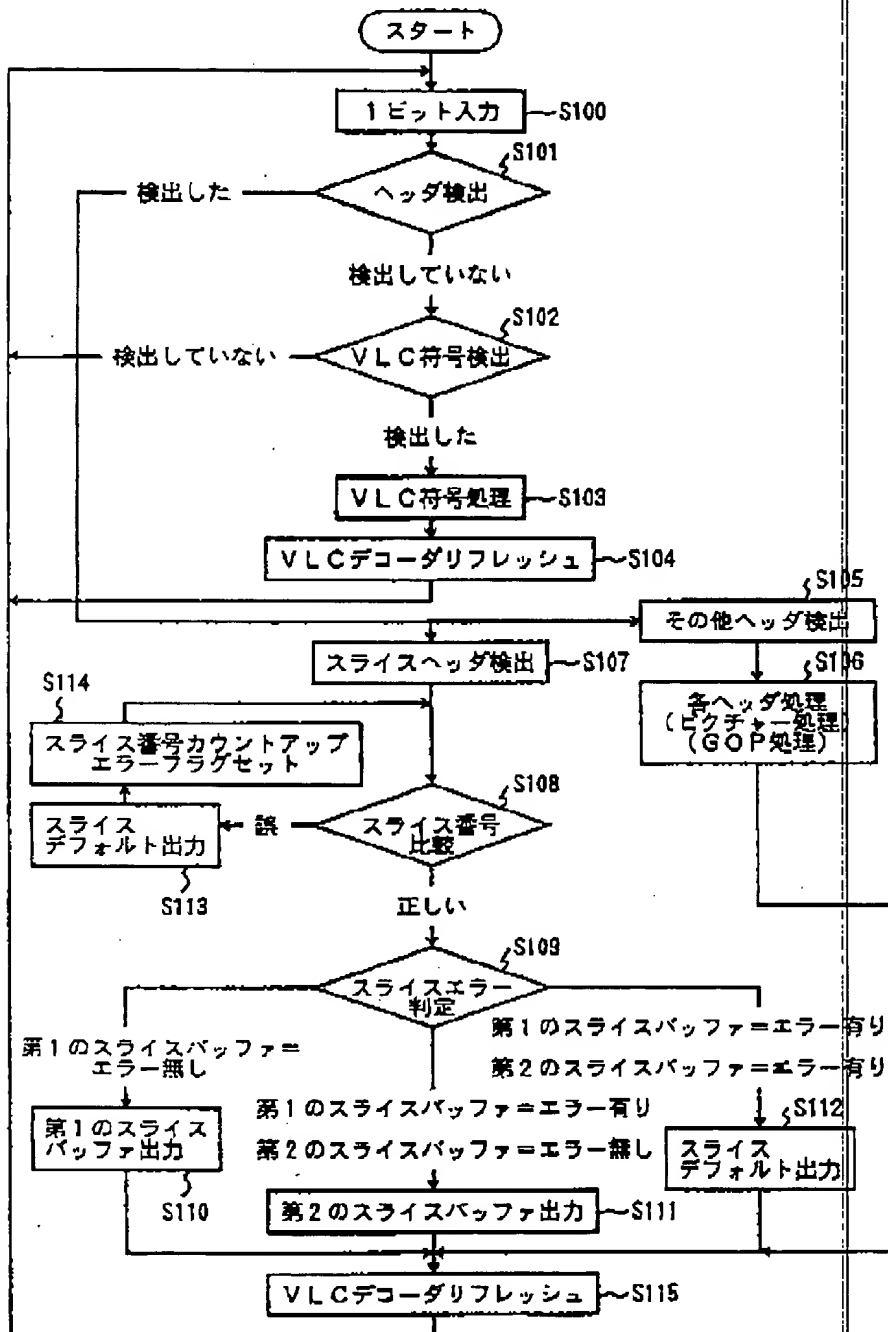 スタート
1ビット入力
S100
S101
ヘッダ検出
検出した
検出していない
S102
VLC符号検出
検出していない
検出した
VLC符号処理
S103
VLCデコーダリフレッシュ
S104
S105
その他ヘッダ検出
スライスヘッダ検出
S107
S106
各ヘッダ処理
(ピクチャー処理)
(GOP処理)
S114
スライス番号カウントアップ
エラーフラグセット
S108
スライス番号
比較
誤
スライス
デフォルト出力
S113
正しい
S109
スライスエラー
判定
第1のスライスバッファ=
エラー無し
第1のスライスバッファ=エラー有り
第2のスライスバッファ=エラー有り
第1のスライスバッファ=エラー有り
第2のスライスバッファ=エラー無し
S112
スライス
デフォルト出力
第1のスライス
バッファ出力
S110
第2のスライスバッファ出力
S111
VLCデコーダリフレッシュ
S115